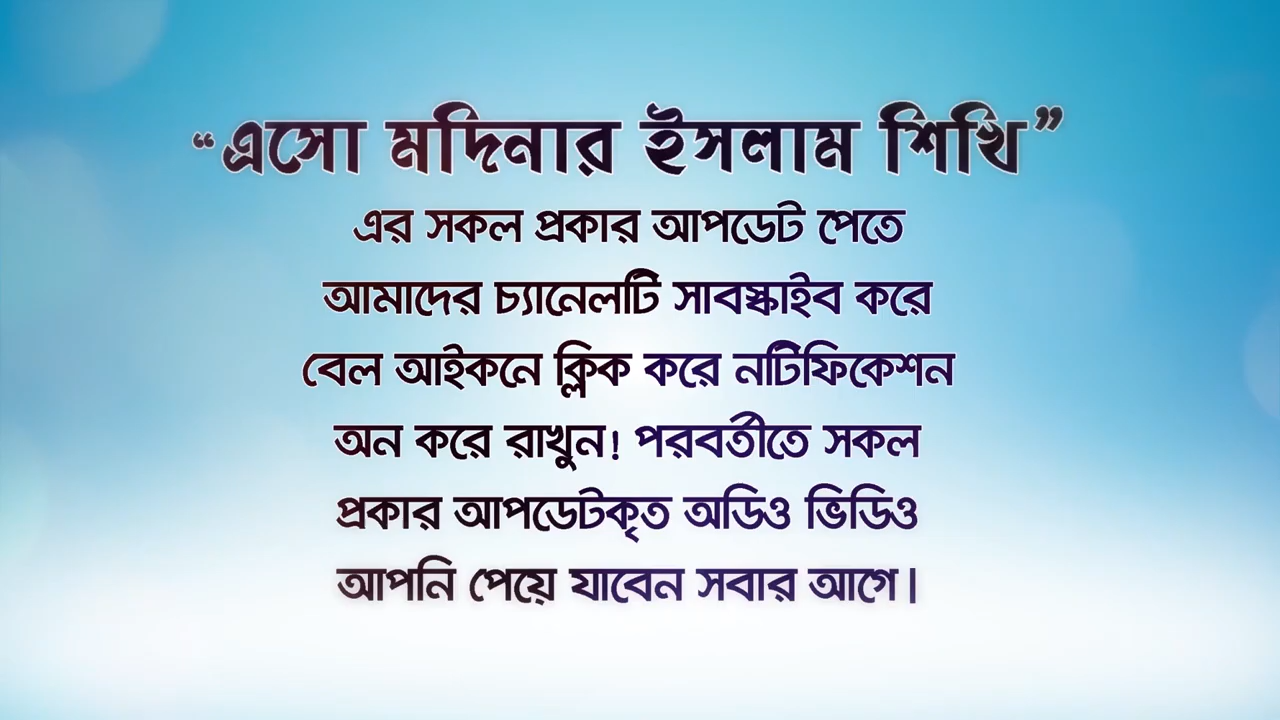 “এসো মদিনার ইসলাম শিখি”
এর সকল প্রকার আপডেট পেতে
আমাদের চ্যানেলটি সাবস্কাইব করে
বেল আইকনে ক্লিক করে নটিফিকেশন
অন করে রাখুন! পরবর্তীতে সকল
প্রকার আপডেটকৃত অডিও ভিডিও
আপনি পেয়ে যাবেন সবার আগে।